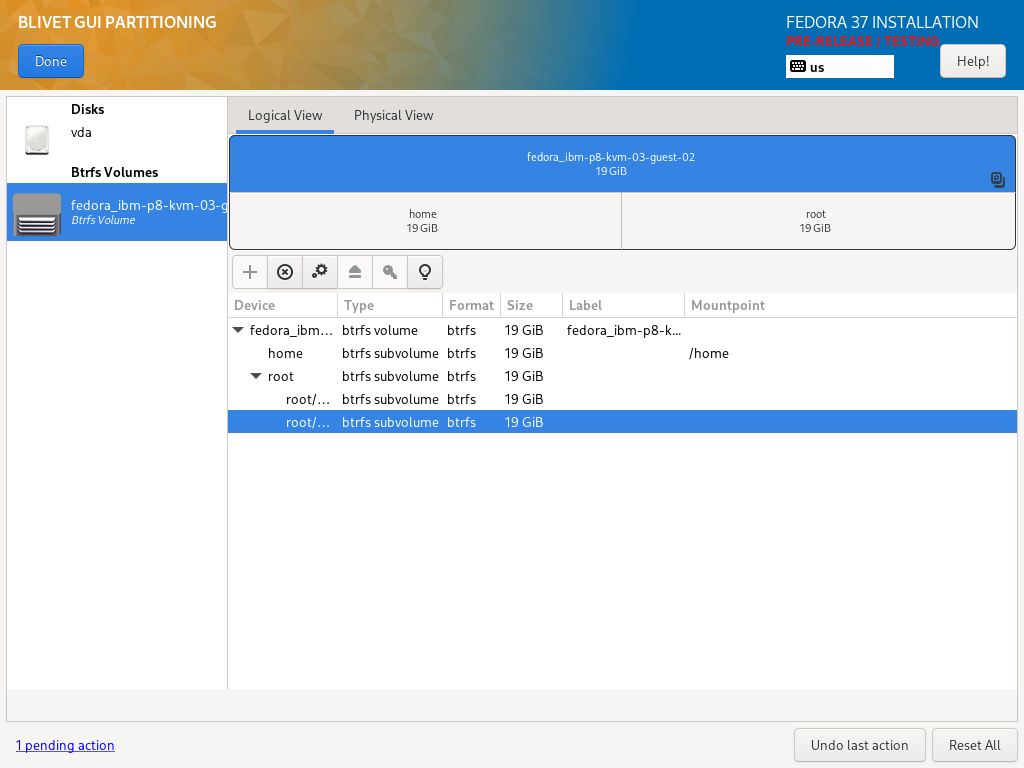 BLIVET GUI PARTITIONING
FEDORA 37 INSTALLATION
PRE-RELEASE / TESTING
Done
us
Help!
Disks
vda
Btrfs Volumes
fedora_ibm-p8-kvm-03-g
Btrfs Volume
Logical View
Physical View
fedora_ibm-p8-kvm-03-guest-02
19 GiB
home
19 GiB
root
19 GiB
Device Type Format Size Label Mountpoint
fedora_ibm... btrfs volume btrfs 19 GiB fedora_ibm-p8-k...
home btrfs subvolume btrfs 19 GiB /home
root btrfs subvolume btrfs 19 GiB
root/... btrfs subvolume btrfs 19 GiB
root/... btrfs subvolume btrfs 19 GiB
1 pending action
Undo last action
Reset All